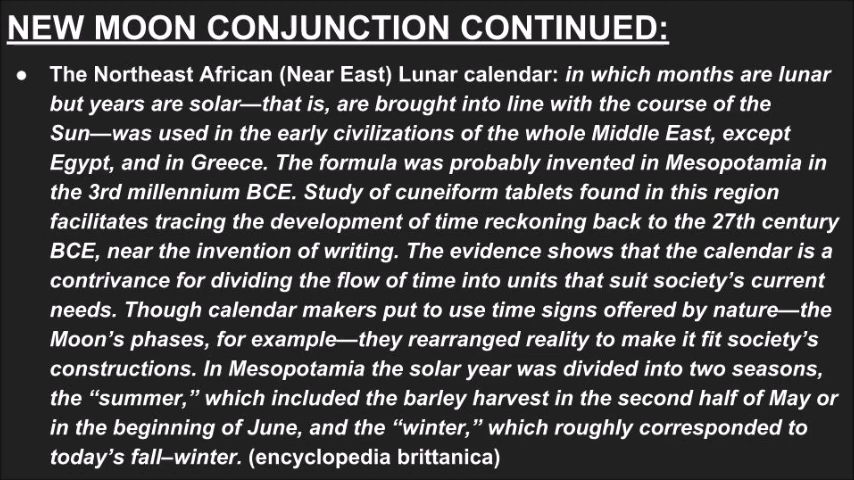 NEW MOON CONJUNCTION CONTINUED:
● The Northeast African (Near East) Lunar calendar: in which months are lunar
but years are solar—that is, are brought into line with the course of the
Sun—was used in the early civilizations of the whole Middle East, except
Egypt, and in Greece. The formula was probably invented in Mesopotamia in
the 3rd millennium BCE. Study of cuneiform tablets found in this region
facilitates tracing the development of time reckoning back to the 27th century
BCE, near the invention of writing. The evidence shows that the calendar is a
contrivance for dividing the flow of time into units that suit society’s current
needs. Though calendar makers put to use time signs offered by nature—the
Moon’s phases, for example—they rearranged reality to make it fit society’s
constructions. In Mesopotamia the solar year was divided into two seasons,
the “summer,” which included the barley harvest in the second half of May or
in the beginning of June, and the “winter,” which roughly corresponded to
today’s fall–winter. (encyclopedia brittanica)